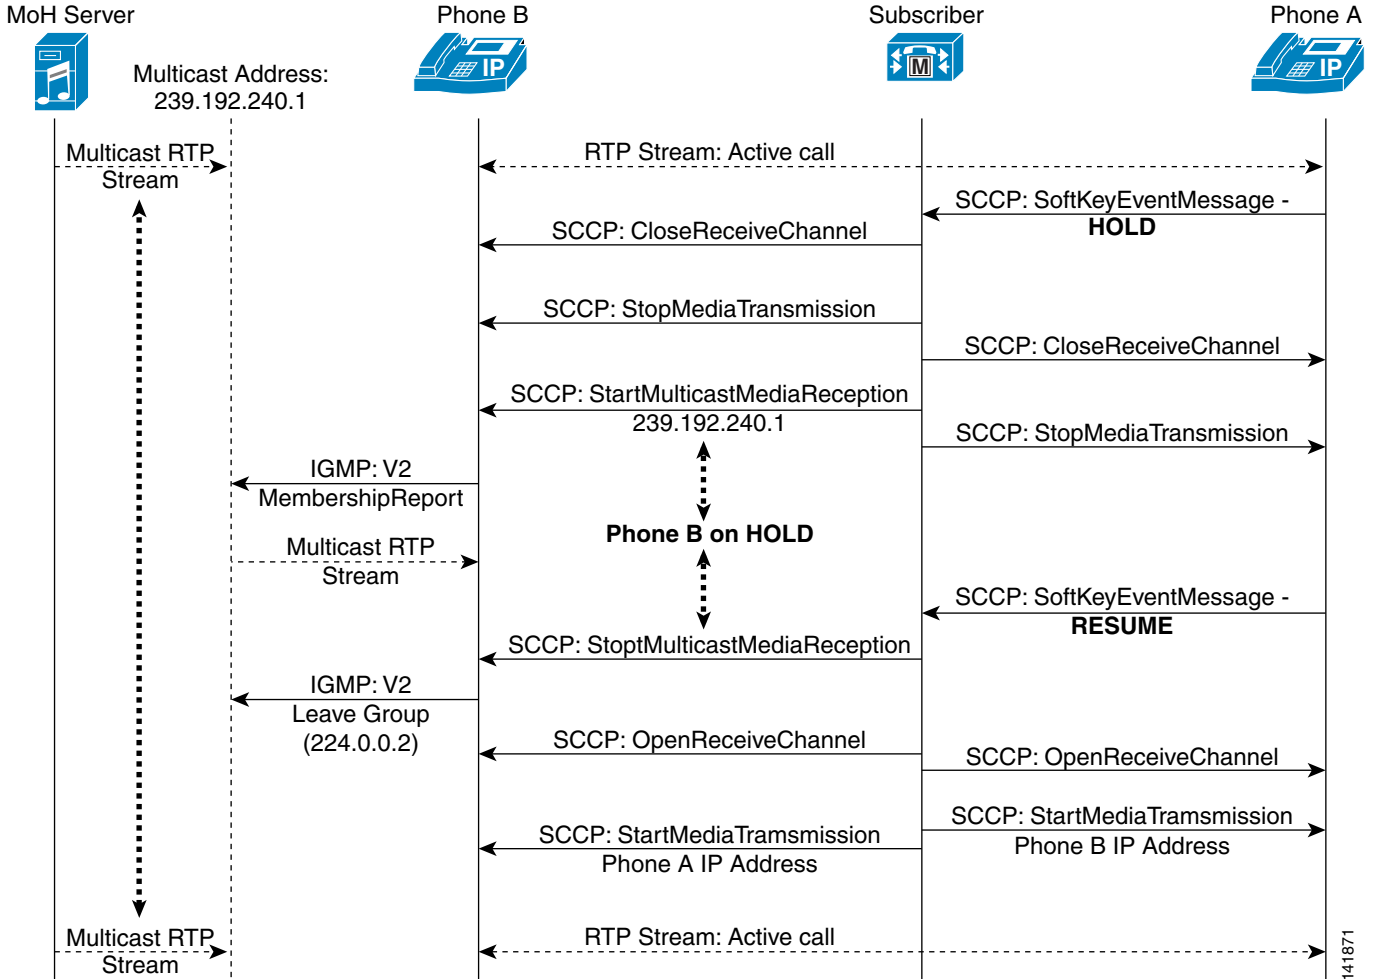 MoH Server
Phone B
Subscriber
Phone A
IP
M
IP
Multicast Address:
239.192.240.1
Multicast RTP
Stream
RTP Stream: Active call
SCCP: SoftKeyEventMessage -
HOLD
SCCP: CloseReceiveChannel
SCCP: StopMediaTransmission
SCCP: CloseReceiveChannel
SCCP: StartMulticastMediaReception
239.192.240.1
SCCP: StopMediaTransmission
IGMP: V2
MembershipReport
Phone B on HOLD
Multicast RTP
Stream
SCCP: SoftKeyEventMessage -
RESUME
SCCP: StoptMulticastMediaReception
IGMP: V2
Leave Group
(224.0.0.2)
SCCP: OpenReceiveChannel
SCCP: OpenReceiveChannel
SCCP: StartMediaTramsmission
Phone B IP Address
SCCP: StartMediaTramsmission
Phone A IP Address
Multicast RTP
Stream
RTP Stream: Active call
141871